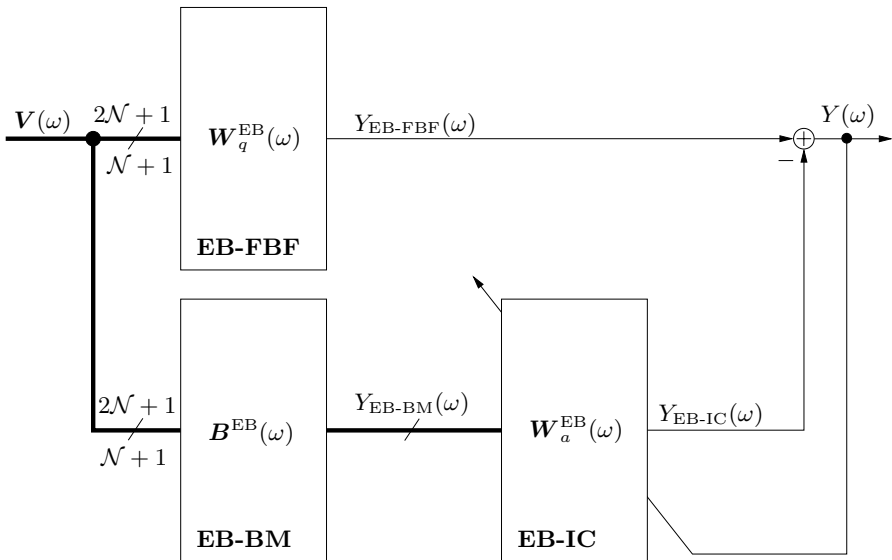 V(ω)
2𝒩 + 1
𝒩 + 1
W_q^EB(ω)
EB-FBF
Y_EB-FBF(ω)
Y(ω)
+
−
2𝒩 + 1
𝒩 + 1
B^EB(ω)
EB-BM
Y_EB-BM(ω)
W_a^EB(ω)
EB-IC
Y_EB-IC(ω)